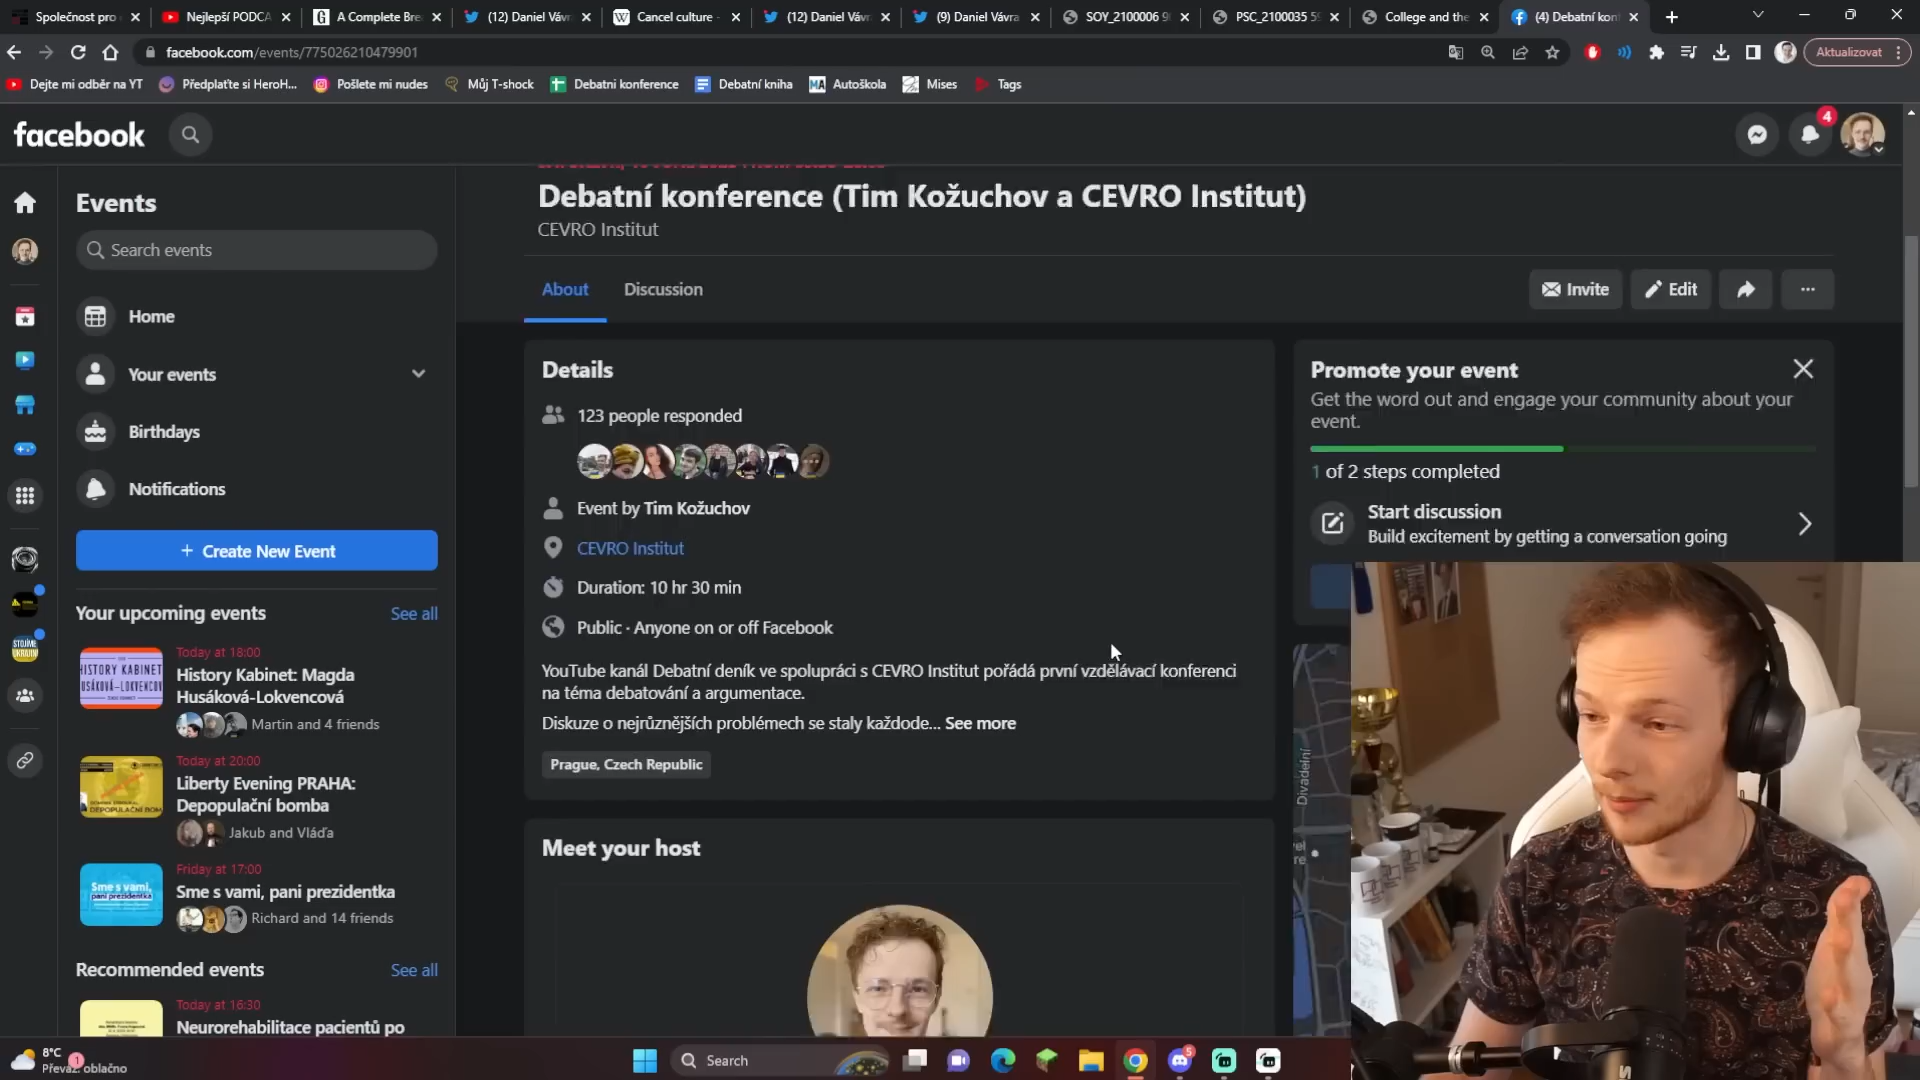 Společnost pro
Nejlepší PODCA
A Complete Bre
(12) Daniel Vávr
Cancel culture -
(12) Daniel Vávr
(9) Daniel Vávra
SOY_2100006
PSC_2100035
College and the
(4) Debatní kon
facebook.com/events/775026210479901
Aktualizovat
Dejte mi odběr na YT
Předplaťte si HeroH...
Pošlete mi nudes
Můj T-shock
Debatni konference
Debatní kniha
Autoškola
Mises
Tags
facebook
4
Debatní konference (Tim Kožuchov a CEVRO Institut)
CEVRO Institut
About
Discussion
Invite
Edit
Events
Search events
Home
Your events
Birthdays
Notifications
+ Create New Event
Your upcoming events
See all
Today at 18:00
History Kabinet: Magda
Husáková-Lokvencová
Martin and 4 friends
Today at 20:00
Liberty Evening PRAHA:
Depopulační bomba
Jakub and Vláďa
Friday at 17:00
Sme s vami, pani prezidentka
Richard and 14 friends
Recommended events
See all
Today at 16:30
Neurorehabilitace pacientů po
Details
123 people responded
Event by Tim Kožuchov
CEVRO Institut
Duration: 10 hr 30 min
Public · Anyone on or off Facebook
YouTube kanál Debatní deník ve spolupráci s CEVRO Institut pořádá první vzdělávací konferenci
na téma debatování a argumentace.
Diskuze o nejrůznějších problémech se staly každode... See more
Prague, Czech Republic
Meet your host
Promote your event
Get the word out and engage your community about your
event.
1 of 2 steps completed
Start discussion
Build excitement by getting a conversation going
Divadelní
8°C
1
Převáž. oblačno
Search
5